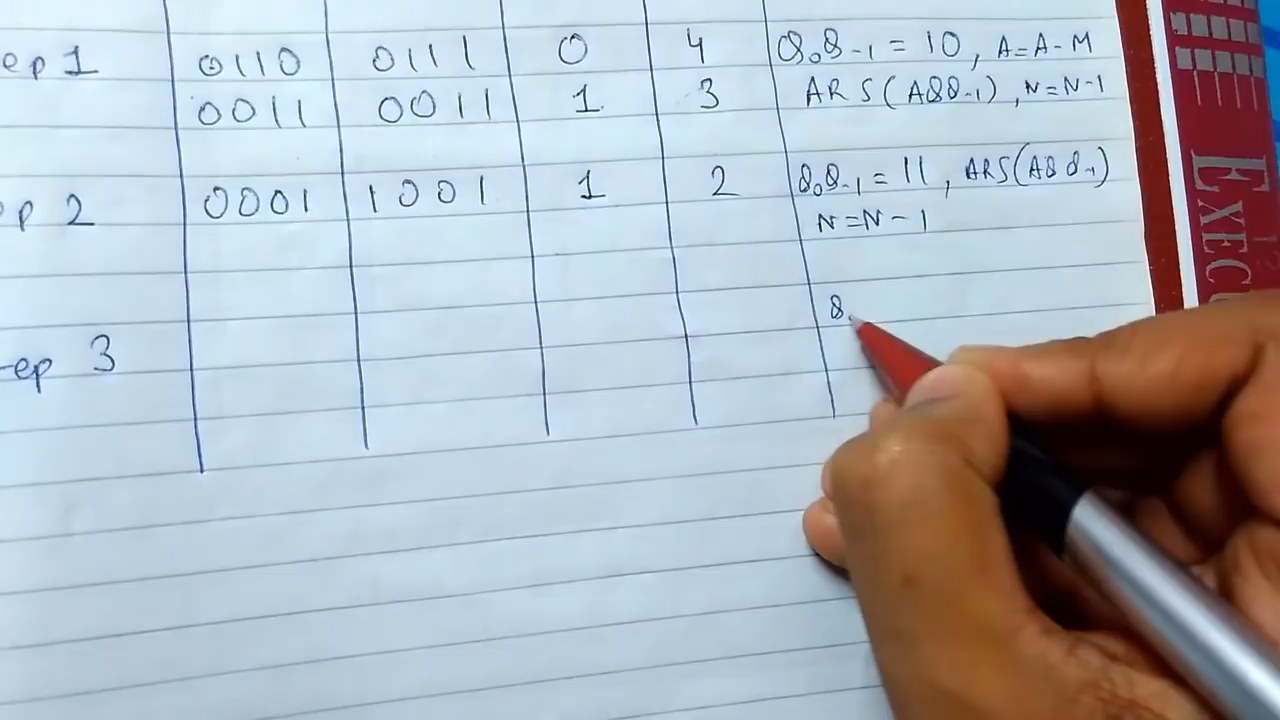 ep 1 0110 0111 0 4 Q₀Q₋₁ = 10, A=A-M
0011 0011 1 3 ARS(AQQ₋₁), N=N-1
p 2 0001 1001 1 2 Q₀Q₋₁ = 11, ARS(AQQ₋₁)
N=N-1
Q
ep 3
EXEC